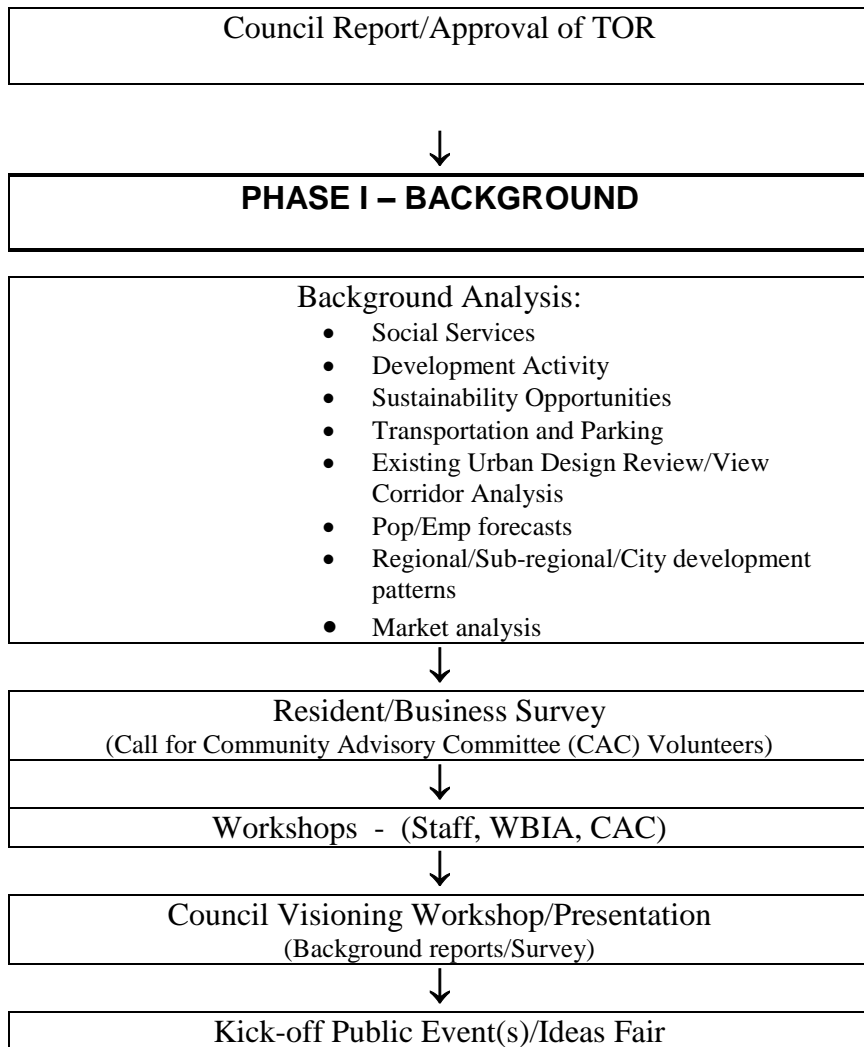 Council Report/Approval of TOR
↓
PHASE I – BACKGROUND
Background Analysis:
• Social Services
• Development Activity
• Sustainability Opportunities
• Transportation and Parking
• Existing Urban Design Review/View
Corridor Analysis
• Pop/Emp forecasts
• Regional/Sub-regional/City development
patterns
• Market analysis
↓
Resident/Business Survey
(Call for Community Advisory Committee (CAC) Volunteers)
↓
Workshops - (Staff, WBIA, CAC)
↓
Council Visioning Workshop/Presentation
(Background reports/Survey)
↓
Kick-off Public Event(s)/Ideas Fair